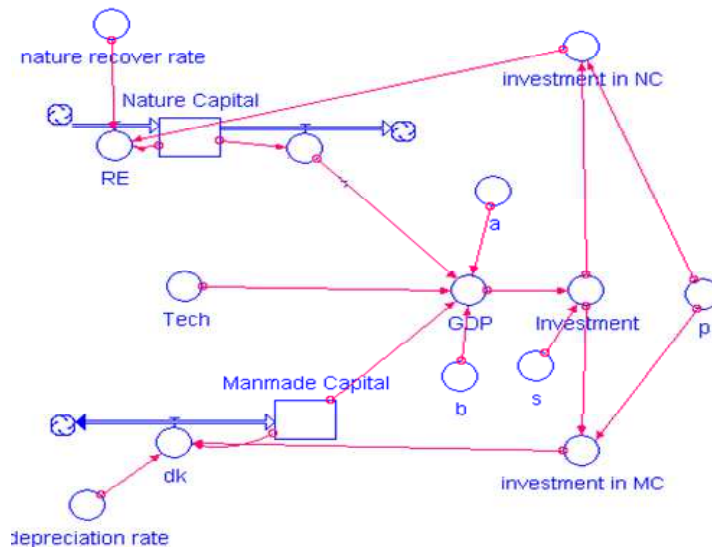 nature recover rate
investment in NC
Nature Capital
RE
a
Tech
GDP
Investment
p
Manmade Capital
b
s
dk
investment in MC
depreciation rate